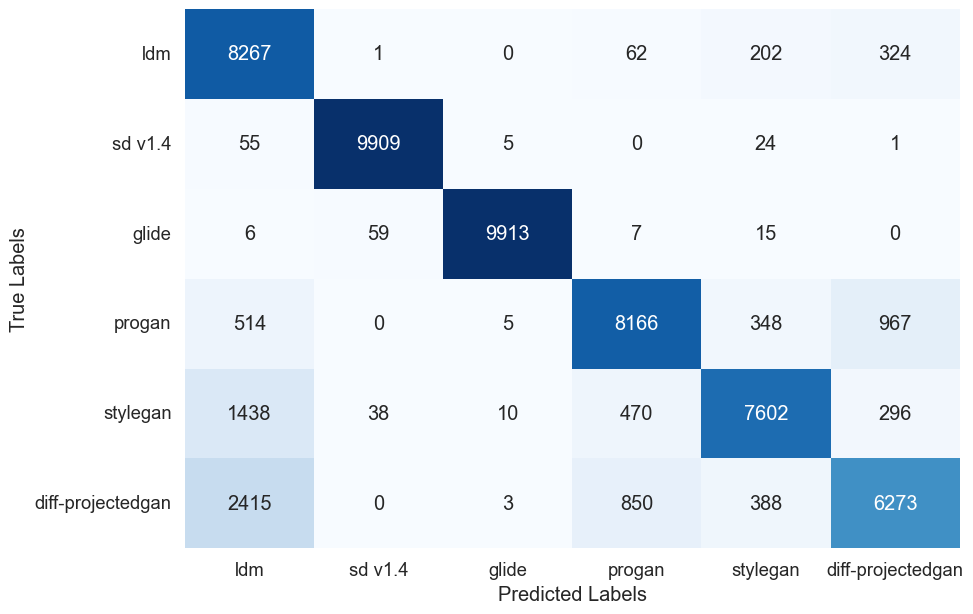 ldm 8267 1 0 62 202 324
sd v1.4 55 9909 5 0 24 1
glide 6 59 9913 7 15 0
progan 514 0 5 8166 348 967
stylegan 1438 38 10 470 7602 296
diff-projectedgan 2415 0 3 850 388 6273
True Labels
ldm sd v1.4 glide progan stylegan diff-projectedgan
Predicted Labels